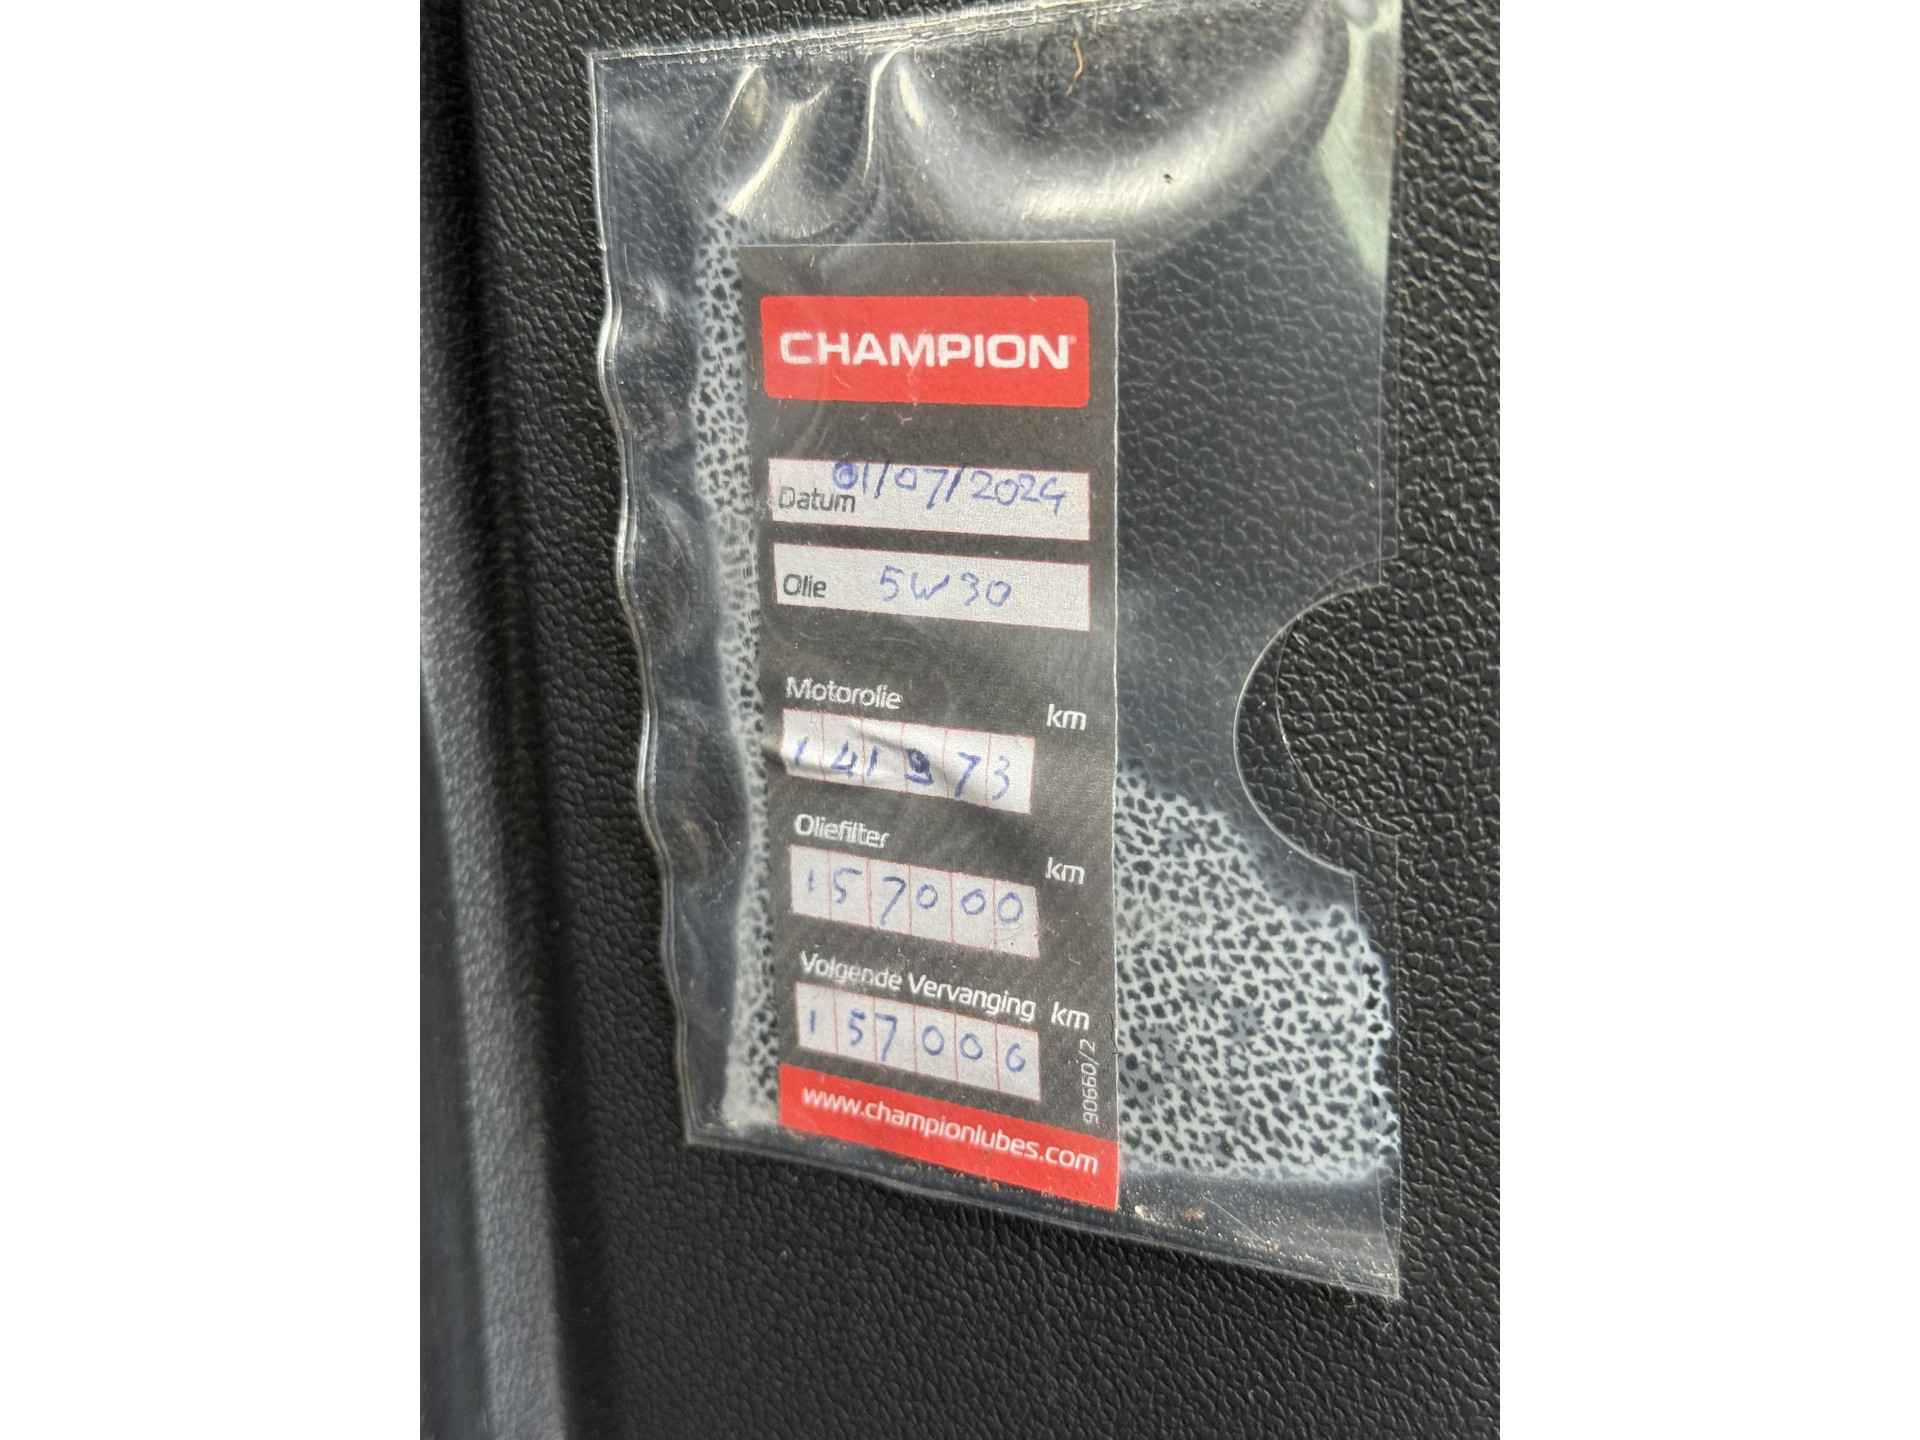 CHAMPION
Datum 01/07/2024
Olie 5W30
Motorolie km
141973
Oliefilter km
157000
Volgende Vervanging km
157000
90660/2
www.championlubes.com